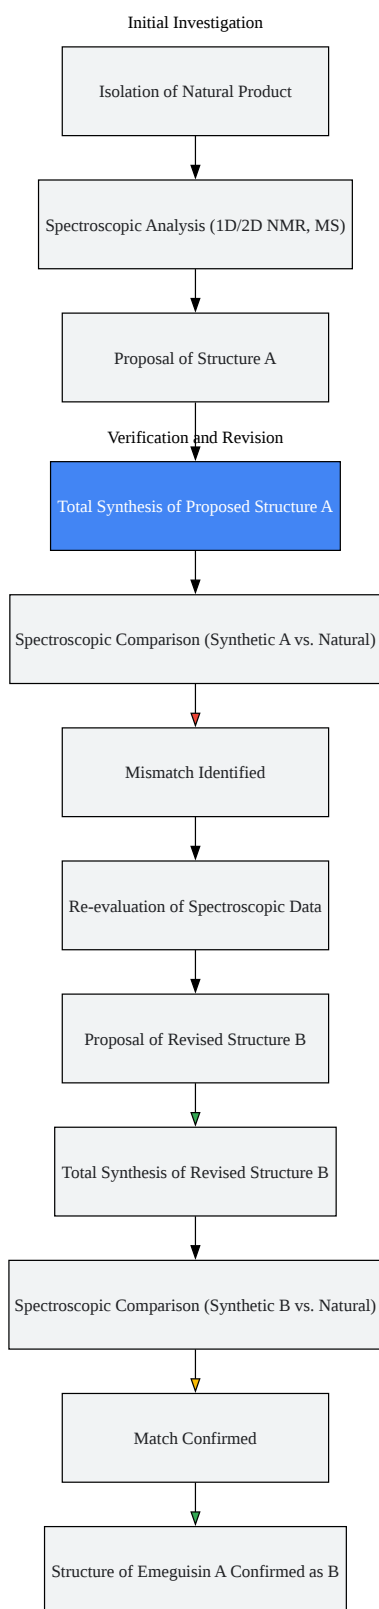 Initial Investigation
Isolation of Natural Product
Spectroscopic Analysis (1D/2D NMR, MS)
Proposal of Structure A
Verification and Revision
Total Synthesis of Proposed Structure A
Spectroscopic Comparison (Synthetic A vs. Natural)
Mismatch Identified
Re-evaluation of Spectroscopic Data
Proposal of Revised Structure B
Total Synthesis of Revised Structure B
Spectroscopic Comparison (Synthetic B vs. Natural)
Match Confirmed
Structure of Emeguisin A Confirmed as B